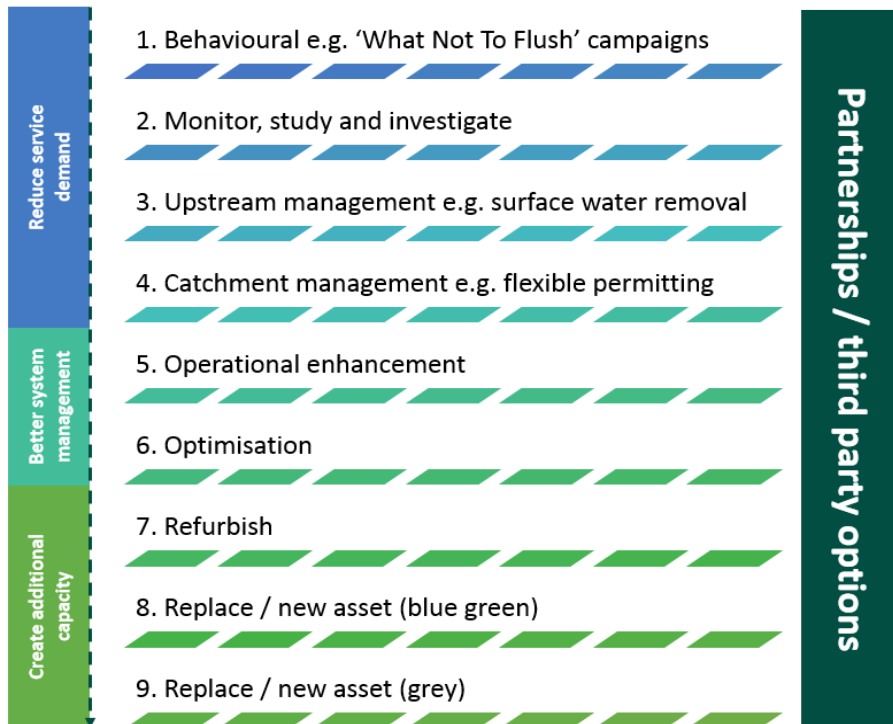 Reduce service
demand
Better system
management
Create additional
capacity
1. Behavioural e.g. ‘What Not To Flush’ campaigns
2. Monitor, study and investigate
3. Upstream management e.g. surface water removal
4. Catchment management e.g. flexible permitting
5. Operational enhancement
6. Optimisation
7. Refurbish
8. Replace / new asset (blue green)
9. Replace / new asset (grey)
Partnerships / third party options